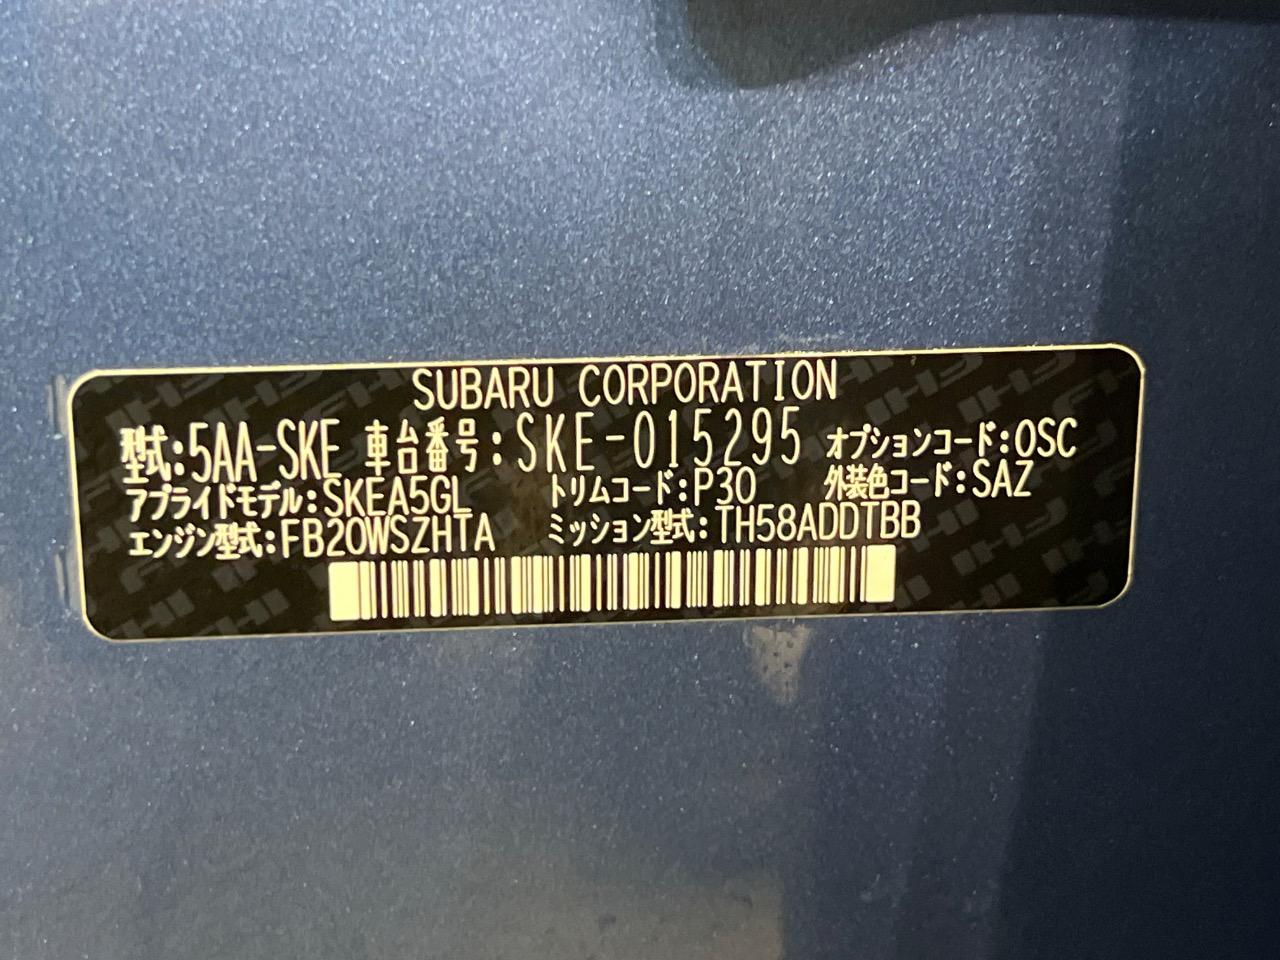 SUBARU CORPORATION
型式:5AA-SKE 車台番号:SKE-015295 オプションコード:OSC
アプライドモデル:SKEA5GL トリムコード:P30 外装色コード:SAZ
エンジン型式:FB20WSZHTA ミッション型式:TH58ADDTBB